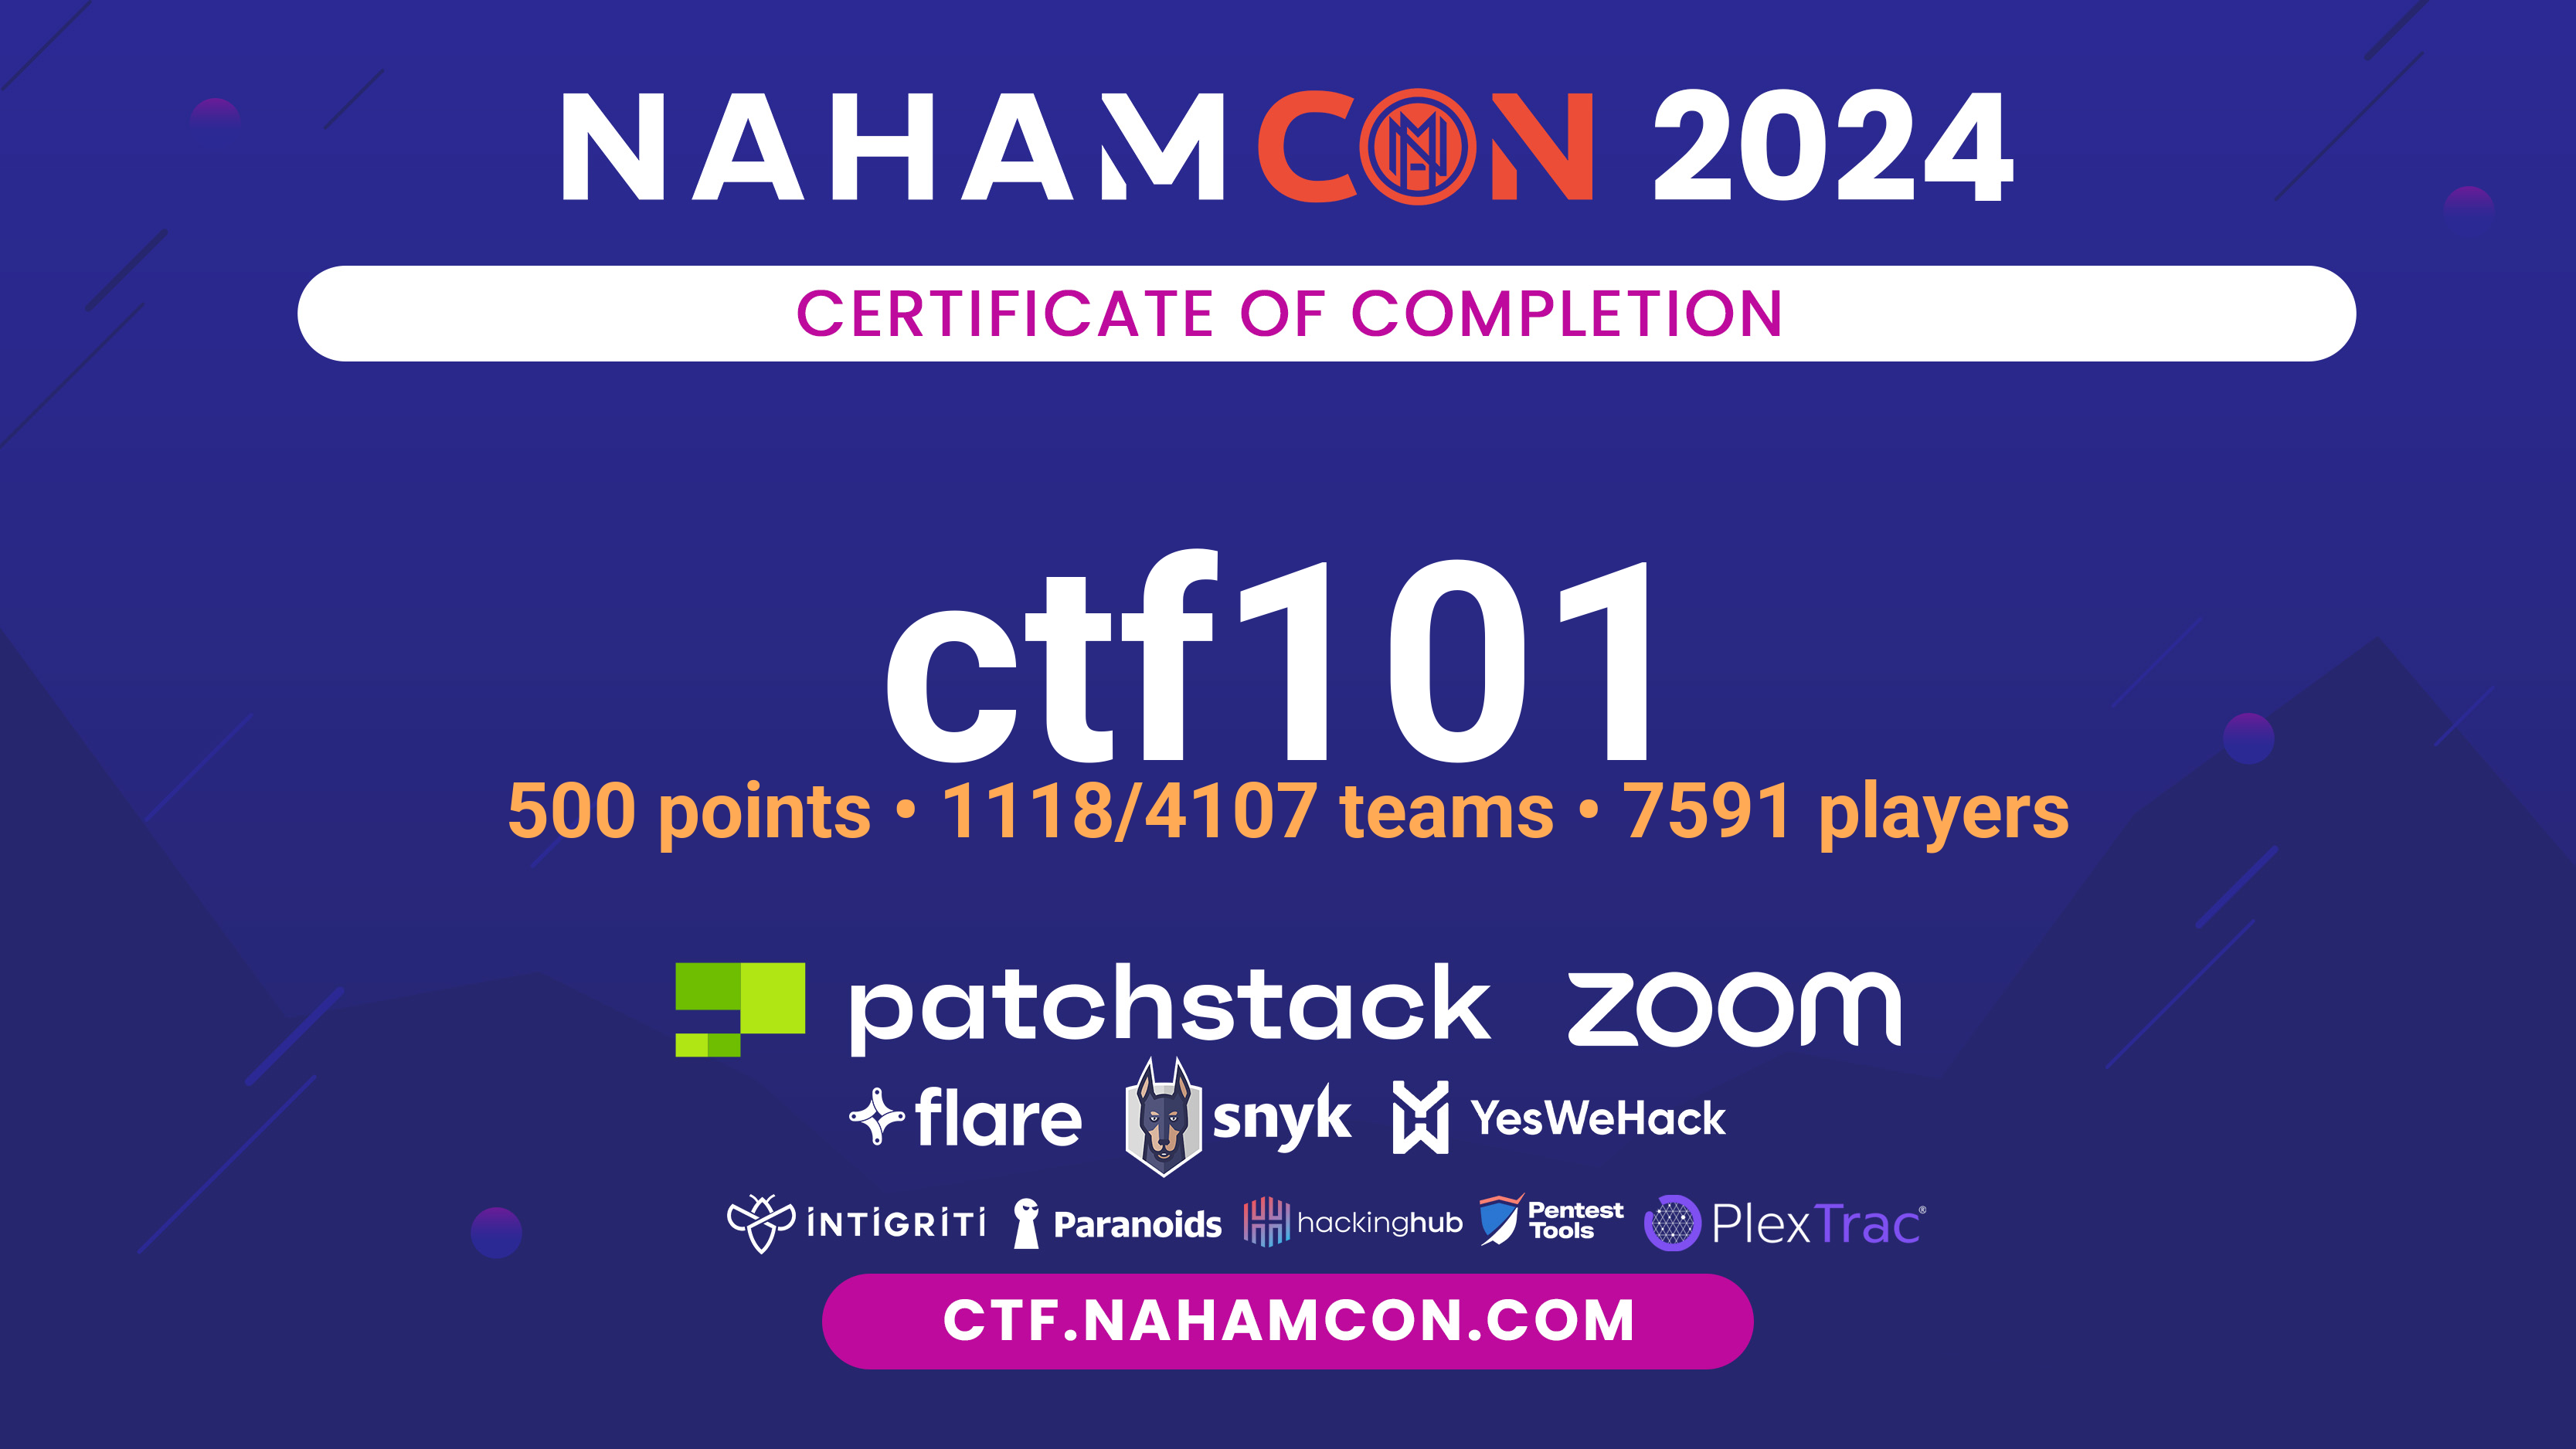 NAHAMCON 2024
CERTIFICATE OF COMPLETION
ctf101
500 points • 1118/4107 teams • 7591 players
patchstack zoom
flare snyk YesWeHack
INTIGRITI Paranoids hackinghub Pentest Tools PlexTrac®
CTF.NAHAMCON.COM